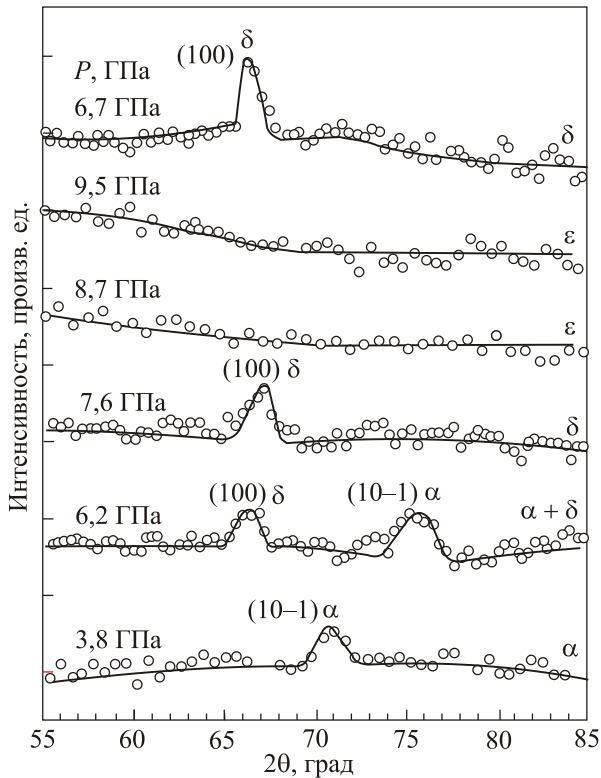 δ
(100)
P, ГПа
6,7 ГПа
δ
9,5 ГПа
ε
8,7 ГПа
ε
(100) δ
7,6 ГПа
δ
(100) δ
(10–1) α
6,2 ГПа
α + δ
(10–1) α
3,8 ГПа
α
55 60 65 70 75 80 85
2θ, град
Интенсивность, произв. ед.